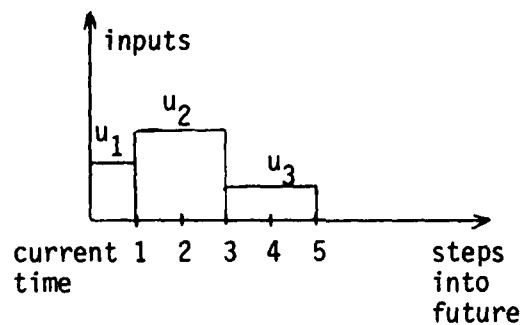 inputs
u2
u1
u3
current 1 2 3 4 5 steps
time into
future